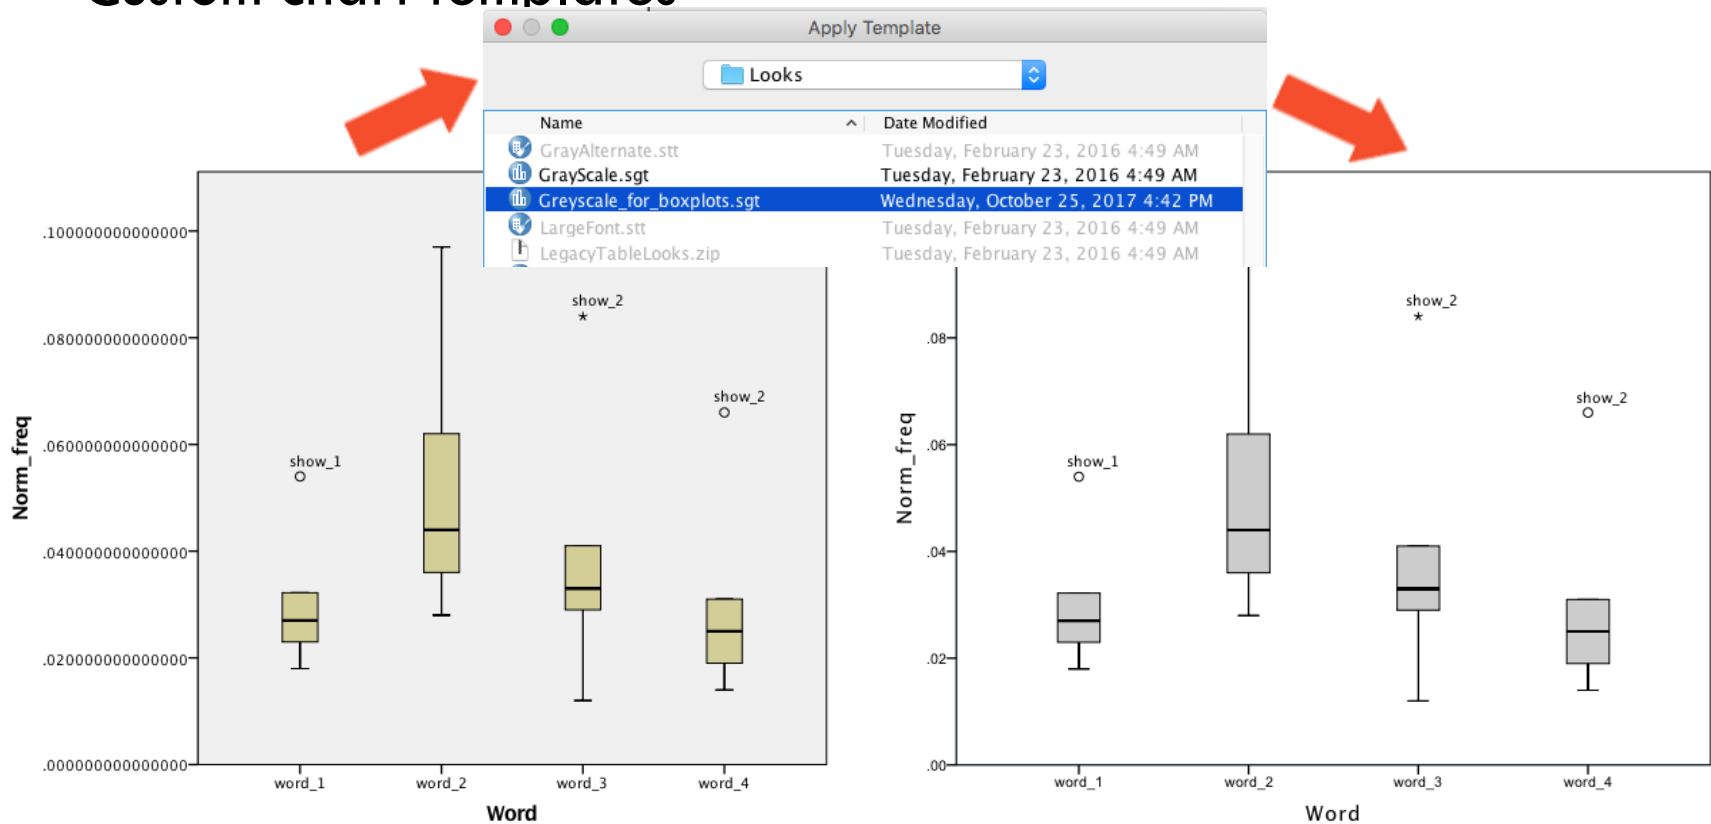 Custom chart templates
Apply Template
Looks
Name Date Modified
GrayAlternate.stt Tuesday, February 23, 2016 4:49 AM
GrayScale.sgt Tuesday, February 23, 2016 4:49 AM
Greyscale_for_boxplots.sgt Wednesday, October 25, 2017 4:42 PM
LargeFont.stt Tuesday, February 23, 2016 4:49 AM
LegacyTableLooks.zip Tuesday, February 23, 2016 4:49 AM
.100000000000000
.080000000000000
.060000000000000
.040000000000000
.020000000000000
.000000000000000
Norm_freq
show_1
show_2
show_2
word_1 word_2 word_3 word_4
Word
.08
.06
.04
.02
.00
Norm_freq
show_1
show_2
show_2
word_1 word_2 word_3 word_4
Word